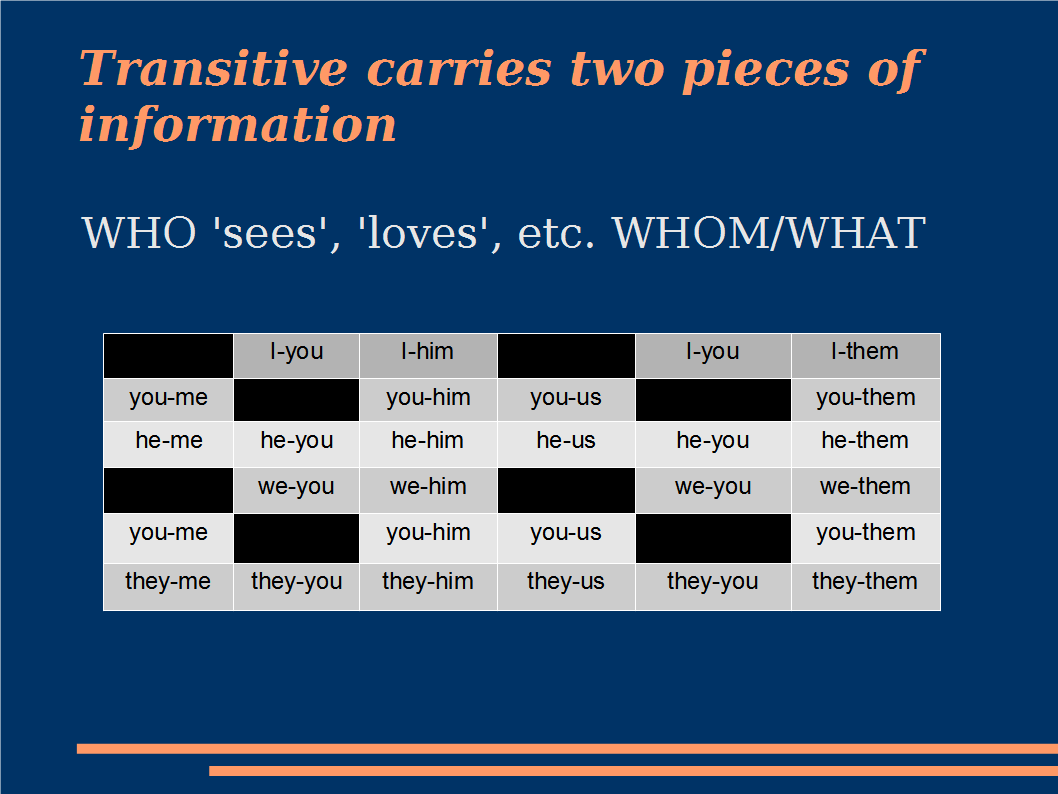 Transitive carries two pieces of
information
WHO 'sees', 'loves', etc. WHOM/WHAT
I-you I-him I-you I-them
you-me you-him you-us you-them
he-me he-you he-him he-us he-you he-them
we-you we-him we-you we-them
you-me you-him you-us you-them
they-me they-you they-him they-us they-you they-them